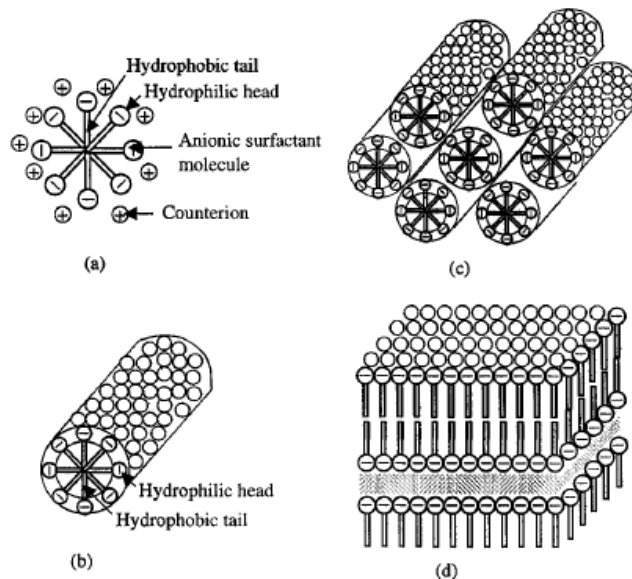 Hydrophobic tail
Hydrophilic head
Anionic surfactant
molecule
Counterion
(a)
(c)
Hydrophilic head
Hydrophobic tail
(b)
(d)